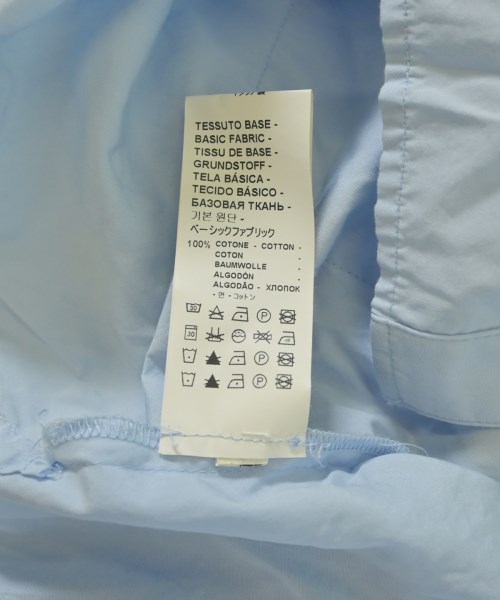 TESSUTO BASE -
BASIC FABRIC -
TISSU DE BASE -
GRUNDSTOFF -
TELA BÁSICA -
TECIDO BÁSICO -
БАЗОВАЯ ТКАНЬ -
기본 원단 -
ベーシックファブリック
100% COTONE - COTTON -
COTON -
BAUMWOLLE -
ALGODÓN -
ALGODÃO - ХЛОПОК
- 면 - コットン
30
P
30
P
P